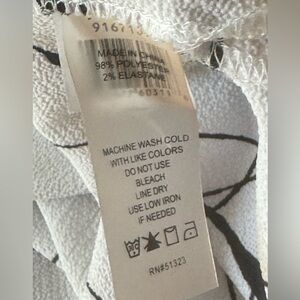 MADE IN CHINA
98% POLYESTER
2% ELASTANE
MACHINE WASH COLD
WITH LIKE COLORS
DO NOT USE
BLEACH
LINE DRY
USE LOW IRON
IF NEEDED
RN#51323